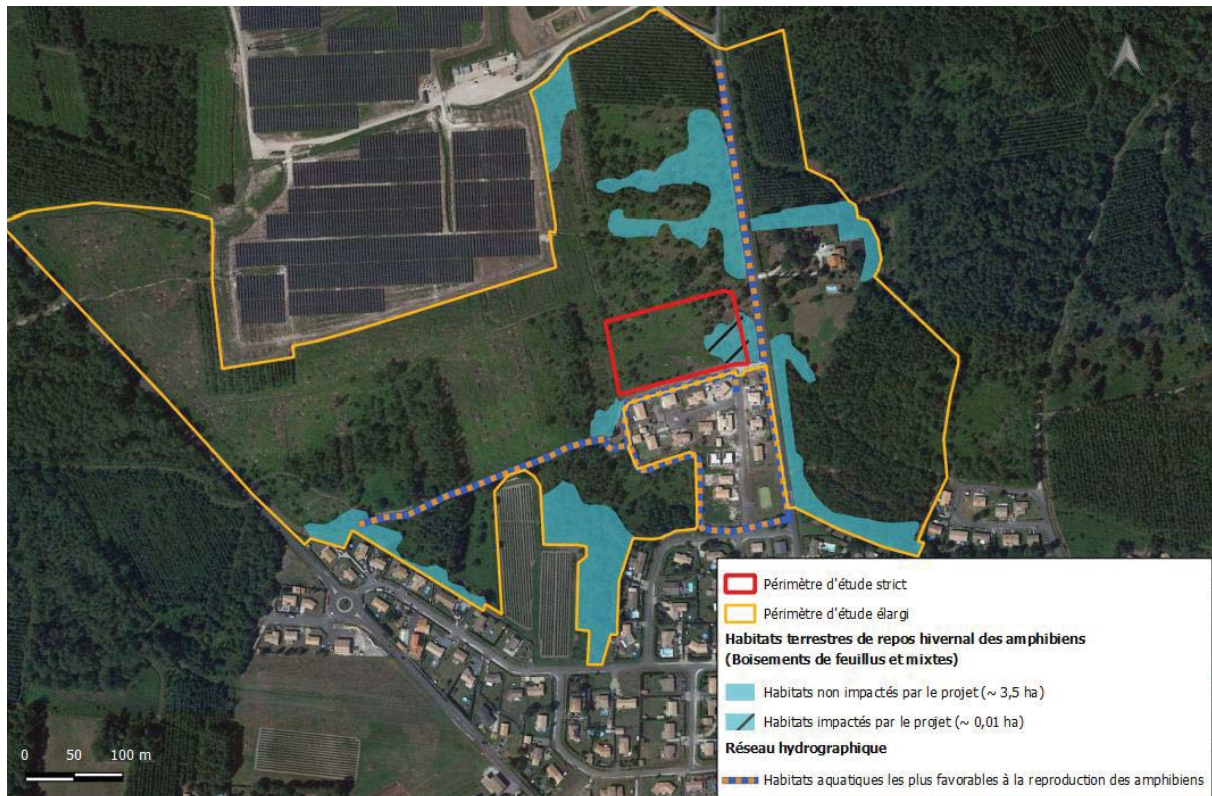 0 50 100 m
Périmètre d'étude strict
Périmètre d'étude élargi
Habitats terrestres de repos hivernal des amphibiens
(Boisements de feuillus et mixtes)
Habitats non impactés par le projet (~ 3,5 ha)
Habitats impactés par le projet (~ 0,01 ha)
Réseau hydrographique
Habitats aquatiques les plus favorables à la reproduction des amphibiens